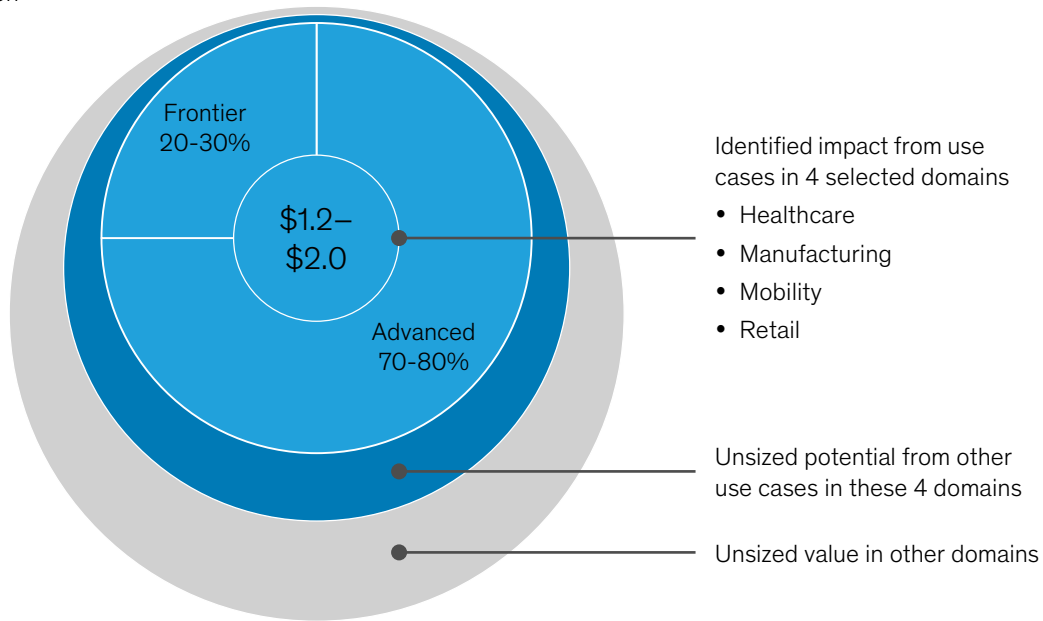 Frontier
20-30%
$1.2–
$2.0
Advanced
70-80%
Identified impact from use
cases in 4 selected domains
• Healthcare
• Manufacturing
• Mobility
• Retail
Unsized potential from other
use cases in these 4 domains
Unsized value in other domains